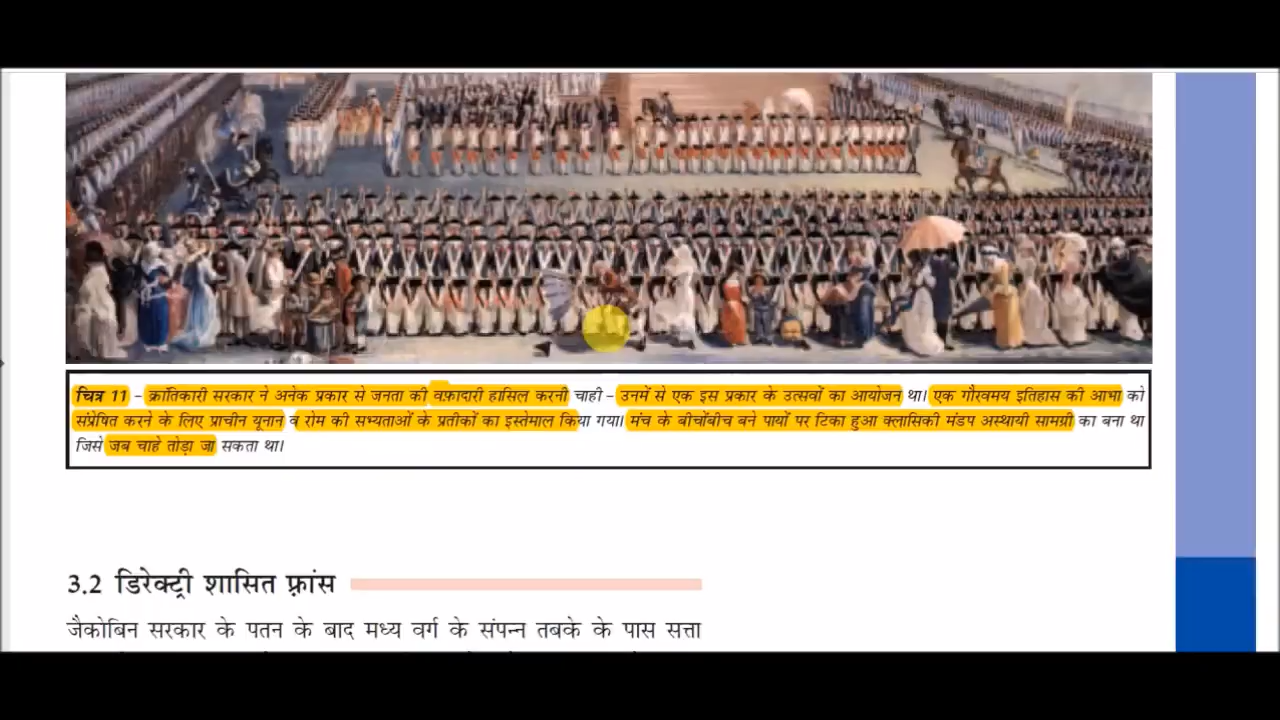 चित्र 11 – क्रांतिकारी सरकार ने अनेक प्रकार से जनता की वफ़ादारी हासिल करनी चाही – उनमें से एक इस प्रकार के उत्सवों का आयोजन था। एक गौरवमय इतिहास की आभा को
संप्रेषित करने के लिए प्राचीन यूनान व रोम की सभ्यताओं के प्रतीकों का इस्तेमाल किया गया। मंच के बीचोंबीच बने पायों पर टिका हुआ क्लासिकी मंडप अस्थायी सामग्री का बना था
जिसे जब चाहे तोड़ा जा सकता था।
3.2 डिरेक्ट्री शासित फ़्रांस
जैकोबिन सरकार के पतन के बाद मध्य वर्ग के संपन्न तबके के पास सत्ता